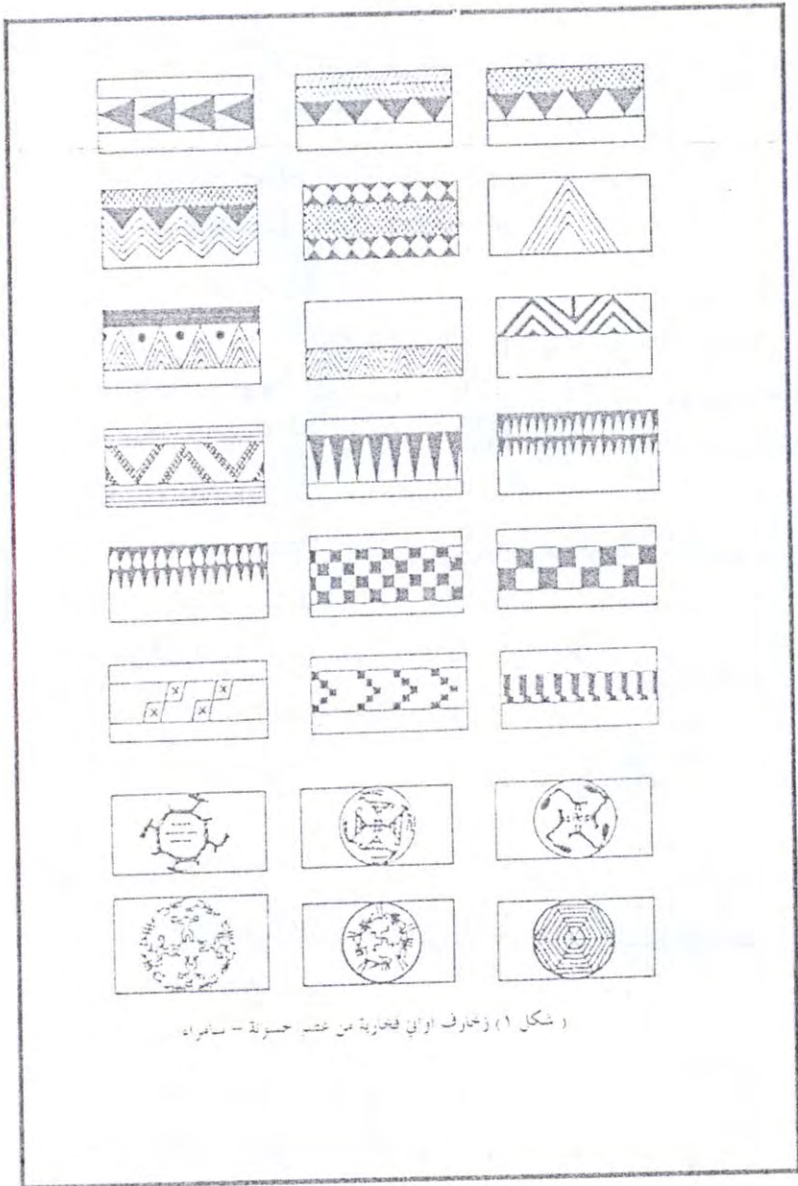 ( شكل ١ ) زخارف اواني فخارية من عصر حسونة - سامراء